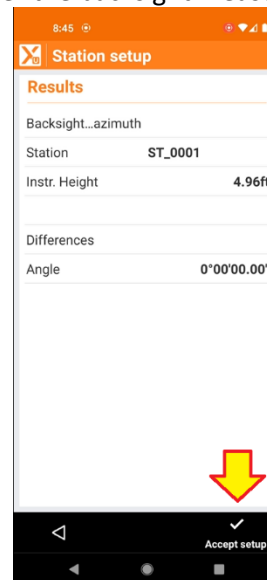 8:45
Station setup
Results
Backsight...azimuth
Station ST_0001
Instr. Height 4.96ft
Differences
Angle 0°00'00.00"
Accept setup